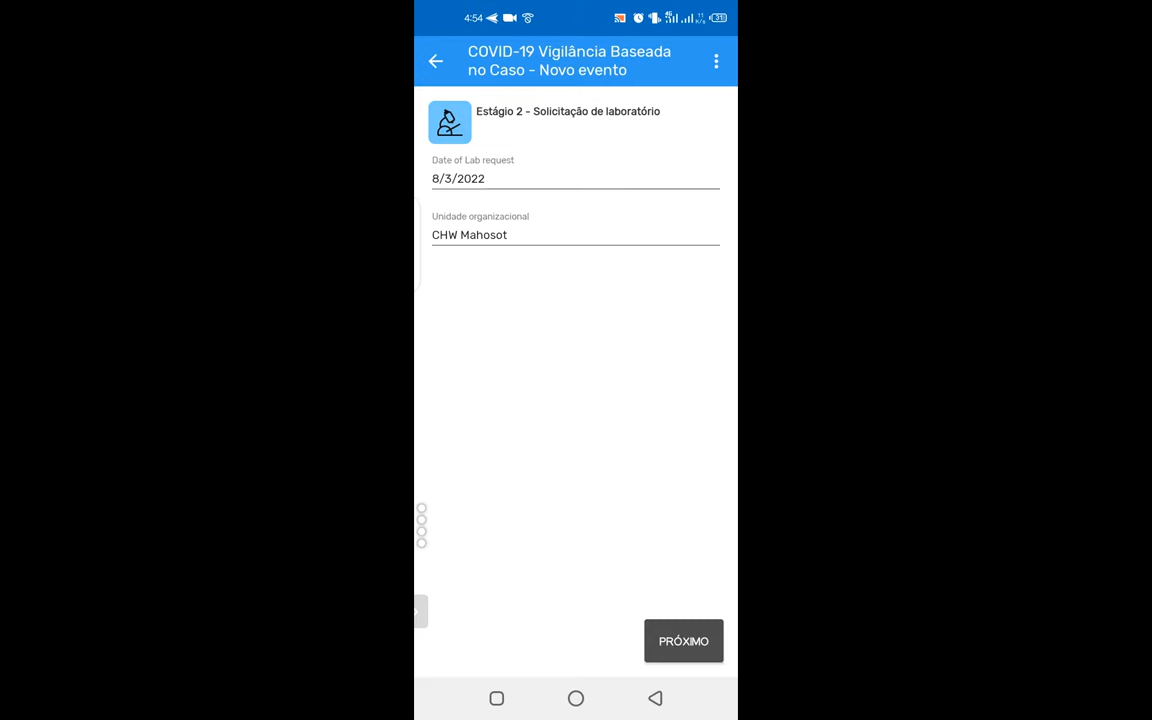 4:54
31
COVID-19 Vigilância Baseada
no Caso - Novo evento
Estágio 2 - Solicitação de laboratório
Date of Lab request
8/3/2022
Unidade organizacional
CHW Mahosot
PRÓXIMO